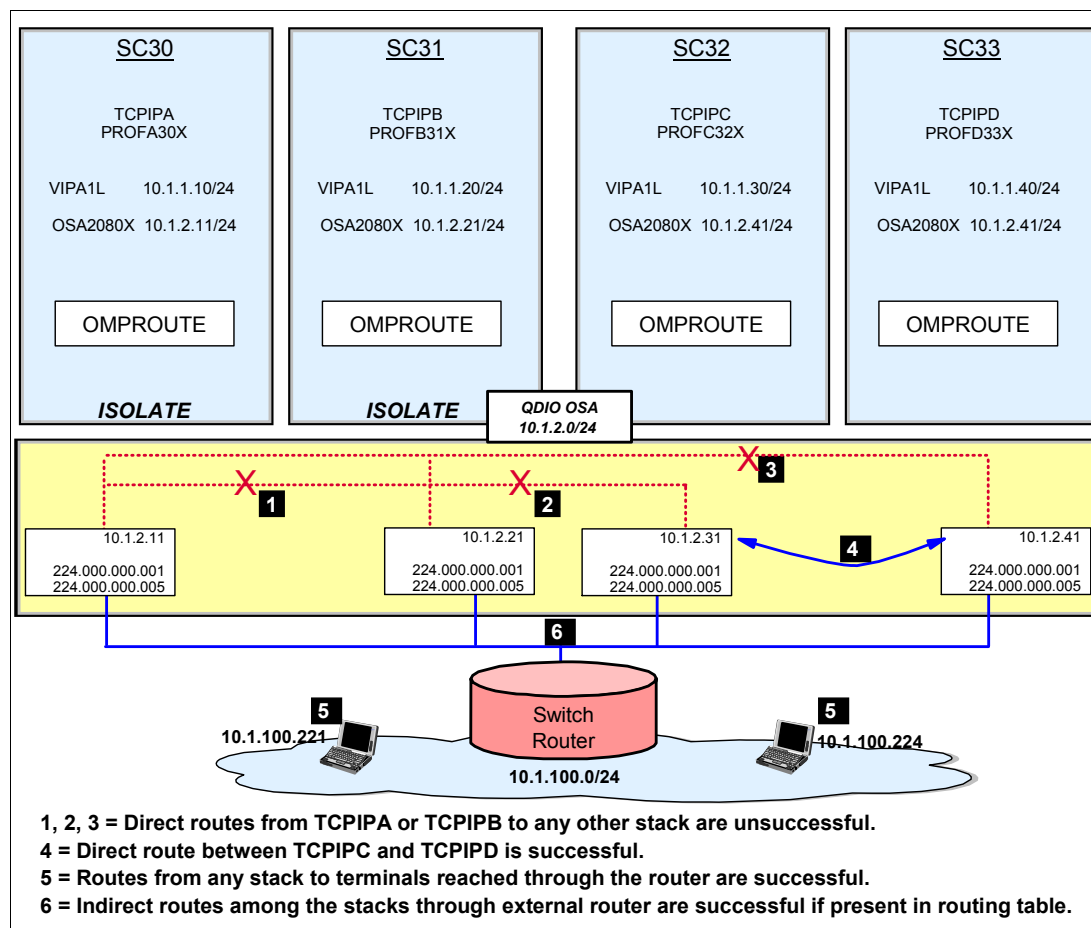 SC30
TCPIPA
PROFA30X
VIPA1L 10.1.1.10/24
OSA2080X 10.1.2.11/24
OMPROUTE
ISOLATE
SC31
TCPIPB
PROFB31X
VIPA1L 10.1.1.20/24
OSA2080X 10.1.2.21/24
OMPROUTE
ISOLATE
SC32
TCPIPC
PROFC32X
VIPA1L 10.1.1.30/24
OSA2080X 10.1.2.41/24
OMPROUTE
SC33
TCPIPD
PROFD33X
VIPA1L 10.1.1.40/24
OSA2080X 10.1.2.41/24
OMPROUTE
QDIO OSA
10.1.2.0/24
X
1
X
2
X
3
10.1.2.11
224.000.000.001
224.000.000.005
10.1.2.21
224.000.000.001
224.000.000.005
10.1.2.31
224.000.000.001
224.000.000.005
4
10.1.2.41
224.000.000.001
224.000.000.005
6
5
10.1.100.221
Switch
Router
5
10.1.100.224
10.1.100.0/24
1, 2, 3 = Direct routes from TCPIPA or TCPIPB to any other stack are unsuccessful.
4 = Direct route between TCPIPC and TCPIPD is successful.
5 = Routes from any stack to terminals reached through the router are successful.
6 = Indirect routes among the stacks through external router are successful if present in routing table.